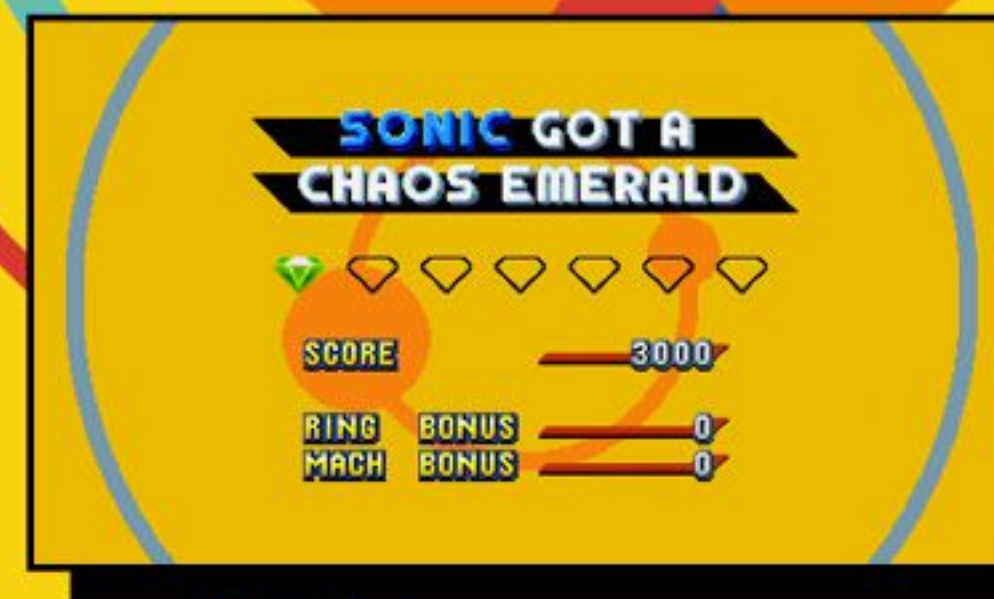 SONIC GOT A
CHAOS EMERALD
SCORE 3000
RING BONUS 0
MACH BONUS 0